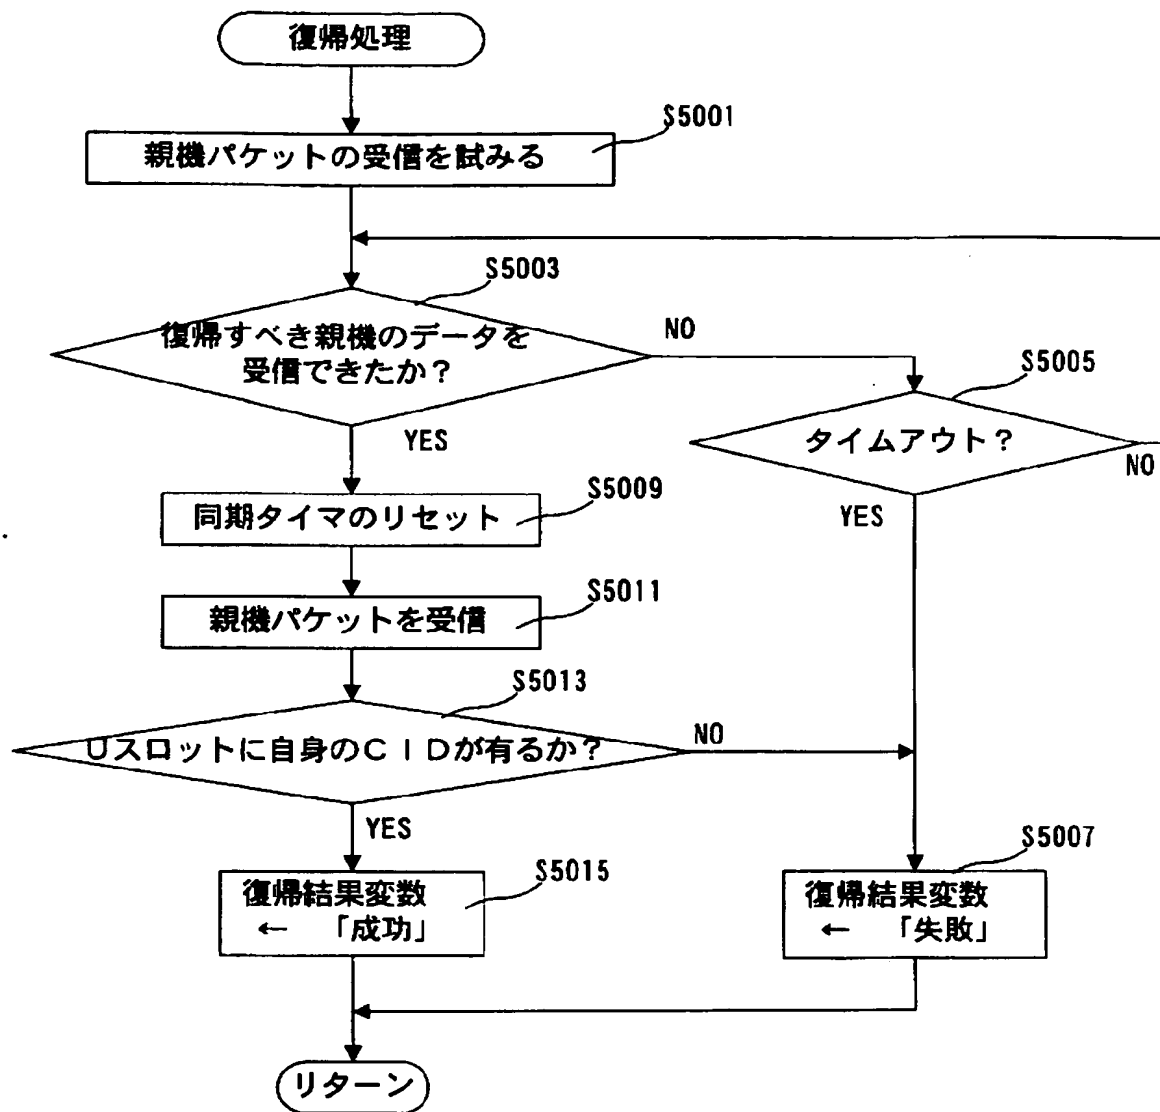 復帰処理
S5001
親機パケットの受信を試みる
S5003
復帰すべき親機のデータを
受信できたか？
NO
YES
S5005
タイムアウト？
NO
YES
S5009
同期タイマのリセット
S5011
親機パケットを受信
S5013
Uスロットに自身のCIDが有るか？
NO
YES
S5015
復帰結果変数
← 「成功」
S5007
復帰結果変数
← 「失敗」
リターン